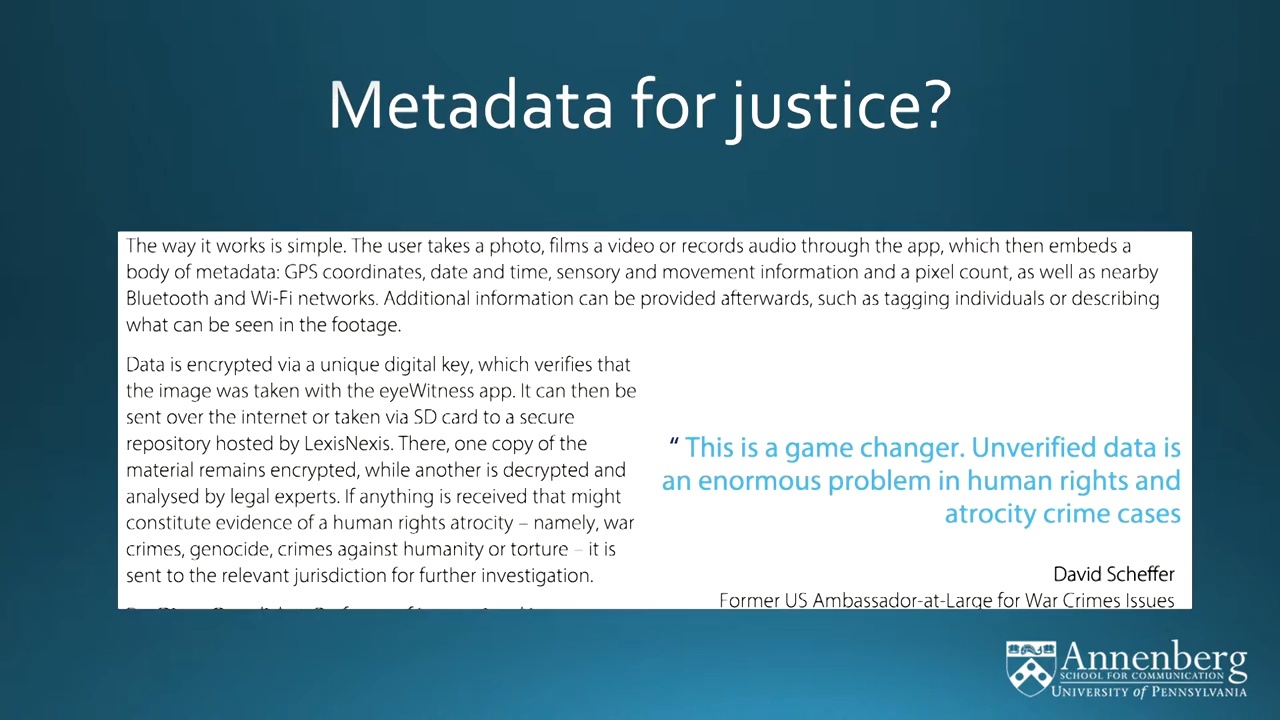 Metadata for justice?
The way it works is simple. The user takes a photo, films a video or records audio through the app, which then embeds a
body of metadata: GPS coordinates, date and time, sensory and movement information and a pixel count, as well as nearby
Bluetooth and Wi-Fi networks. Additional information can be provided afterwards, such as tagging individuals or describing
what can be seen in the footage.
Data is encrypted via a unique digital key, which verifies that
the image was taken with the eyeWitness app. It can then be
sent over the internet or taken via SD card to a secure
repository hosted by LexisNexis. There, one copy of the
material remains encrypted, while another is decrypted and
analysed by legal experts. If anything is received that might
constitute evidence of a human rights atrocity – namely, war
crimes, genocide, crimes against humanity or torture – it is
sent to the relevant jurisdiction for further investigation.
“ This is a game changer. Unverified data is
an enormous problem in human rights and
atrocity crime cases
David Scheffer
Former US Ambassador-at-Large for War Crimes Issues
Annenberg
SCHOOL FOR COMMUNICATION
UNIVERSITY of PENNSYLVANIA